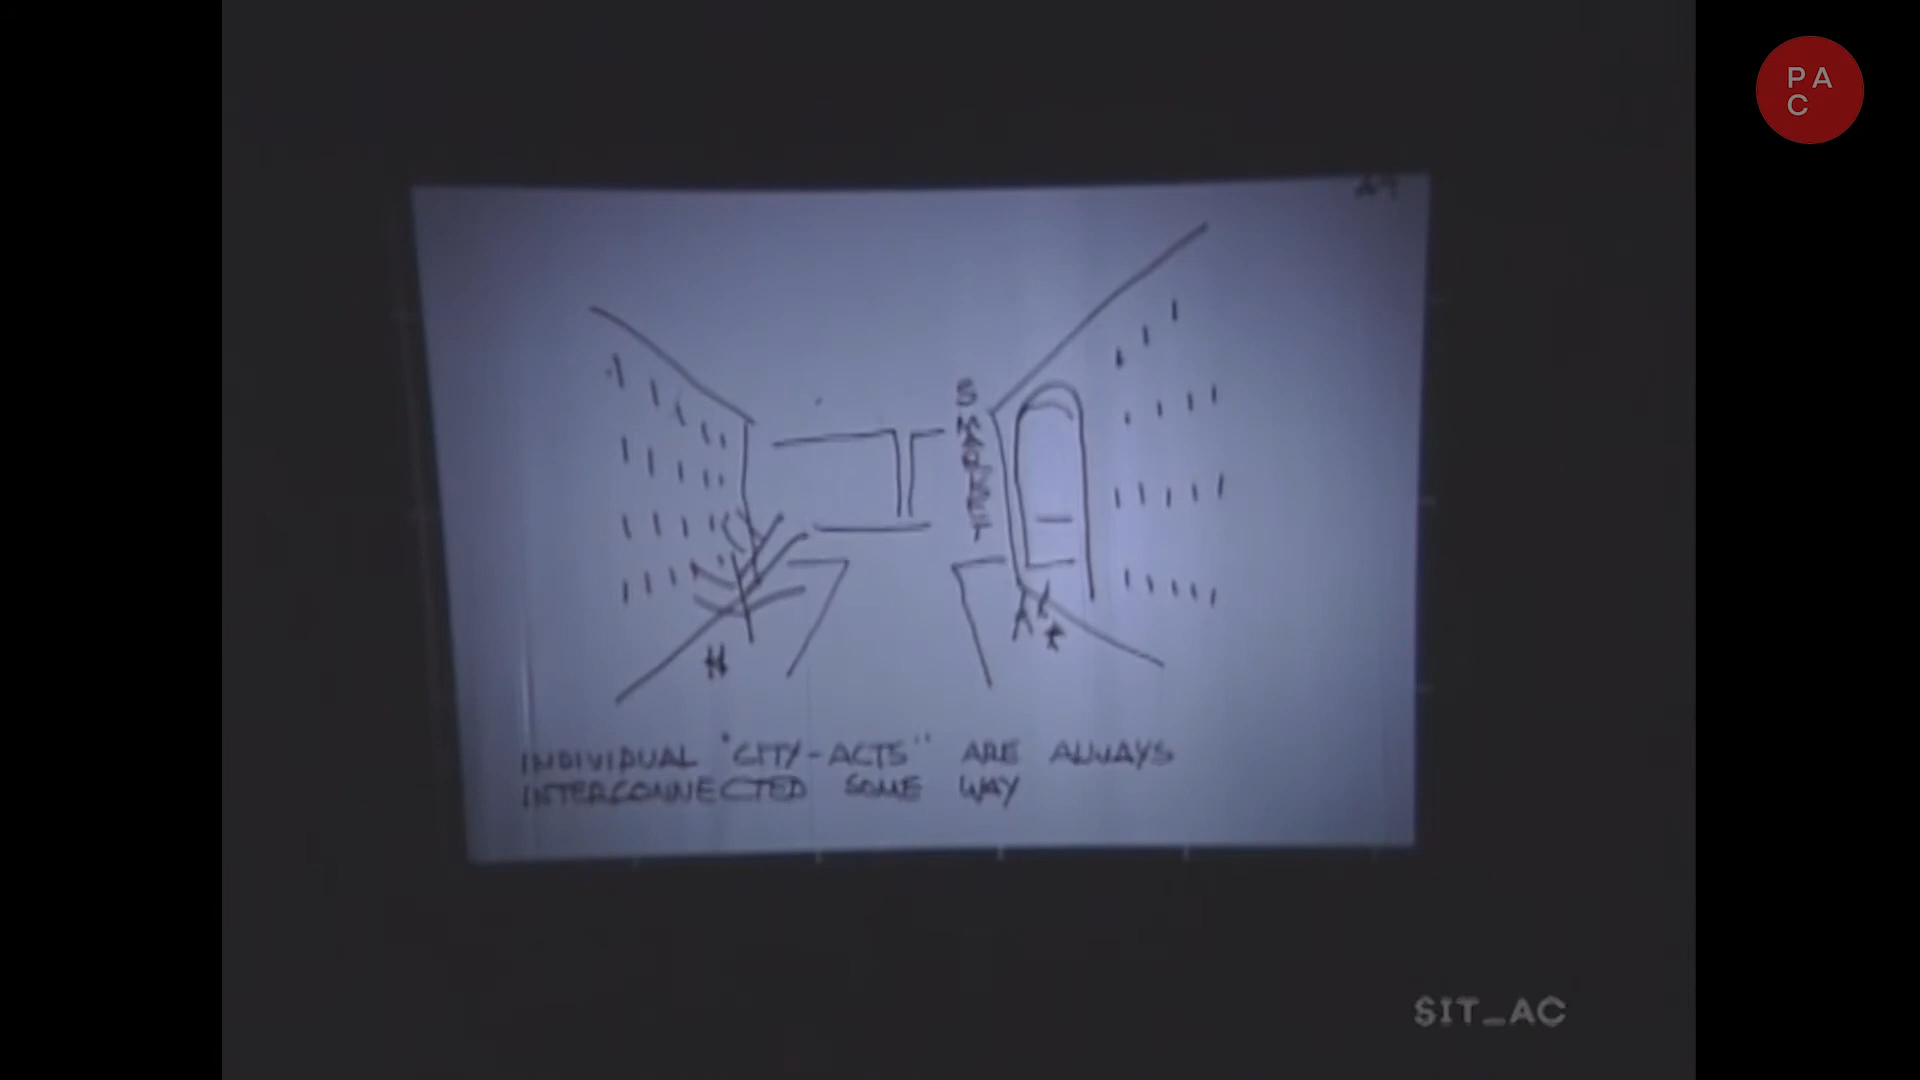 PA
C
S
MARKET
INDIVIDUAL "CITY-ACTS" ARE ALWAYS
INTERCONNECTED SOME WAY
SIT_AC